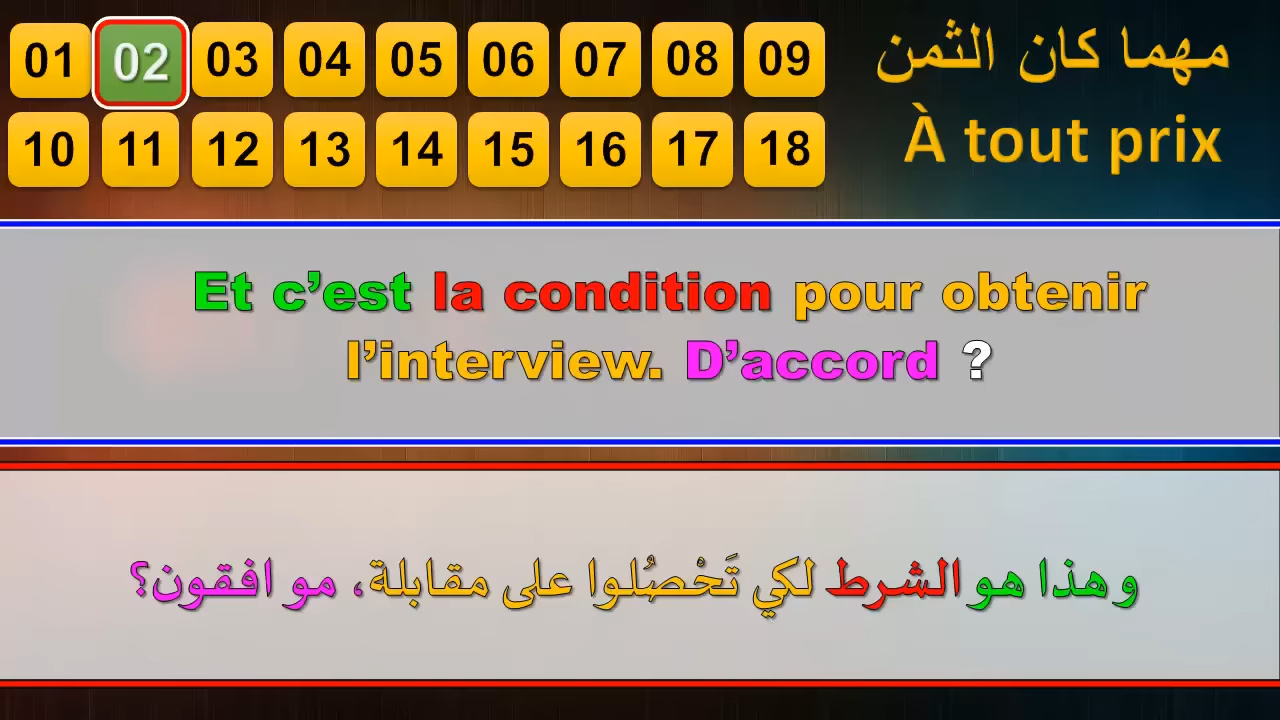 01 02 03 04 05 06 07 08 09
10 11 12 13 14 15 16 17 18
مهما كان الثمن
À tout prix
Et c’est la condition pour obtenir
l’interview. D’accord ?
وهذا هو الشرط لكي تَحْصُلوا على مقابلة، موافقون؟